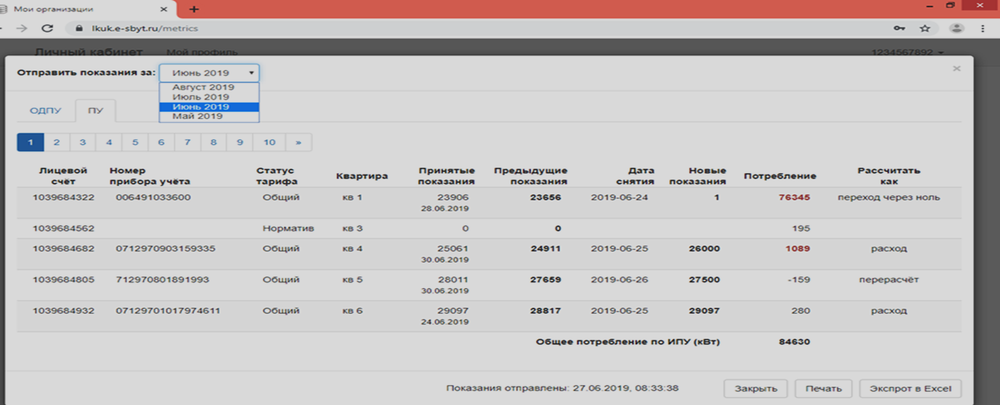 Мои организации
lkuk.e-sbyt.ru/metrics
Личный кабинет Мой профиль 1234567892
Отправить показания за: Июнь 2019
Август 2019
Июль 2019
Июнь 2019
Май 2019
ОДПУ ПУ
1 2 3 4 5 6 7 8 9 10 »
Лицевой счёт Номер прибора учёта Статус тарифа Квартира Принятые показания Предыдущие показания Дата снятия Новые показания Потребление Рассчитать как
1039684322 006491033600 Общий кв 1 23906 23656 2019-06-24 1 76345 переход через ноль
28.06.2019
1039684562 Норматив кв 3 0 0 195
1039684682 0712970903159335 Общий кв 4 25061 24911 2019-06-25 26000 1089 расход
30.06.2019
1039684805 712970801891993 Общий кв 5 28011 27659 2019-06-26 27500 -159 перерасчёт
30.06.2019
1039684932 07129701017974611 Общий кв 6 29097 28817 2019-06-25 29097 280 расход
24.06.2019
Общее потребление по ИПУ (кВт) 84630
Показания отправлены: 27.06.2019, 08:33:38 Закрыть Печать Экспрот в Excel